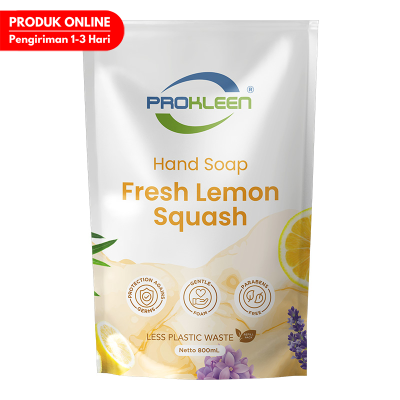 PRODUK ONLINE
Pengiriman 1-3 Hari
PROKLEEN®
Hand Soap
Fresh Lemon
Squash
PROTECTION AGAINS
GERMS
GENTLE
FOAM
PARABENS
FREE
LESS PLASTIC WASTE
Netto 800mL